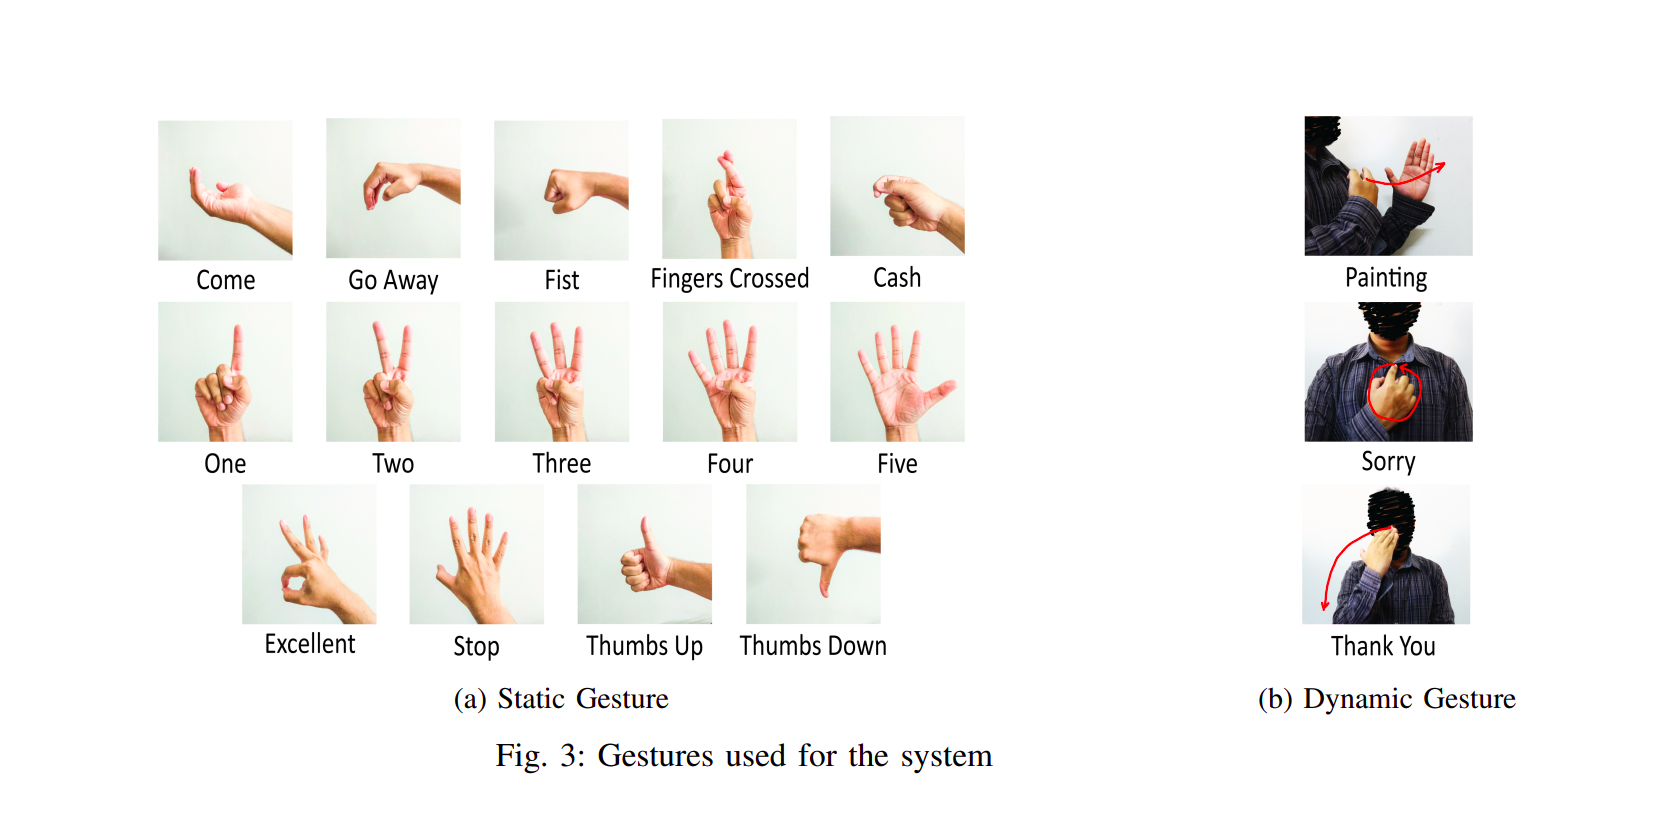 Come
Go Away
Fist
Fingers Crossed
Cash
One
Two
Three
Four
Five
Excellent
Stop
Thumbs Up
Thumbs Down
(a) Static Gesture
Painting
Sorry
Thank You
(b) Dynamic Gesture
Fig. 3: Gestures used for the system